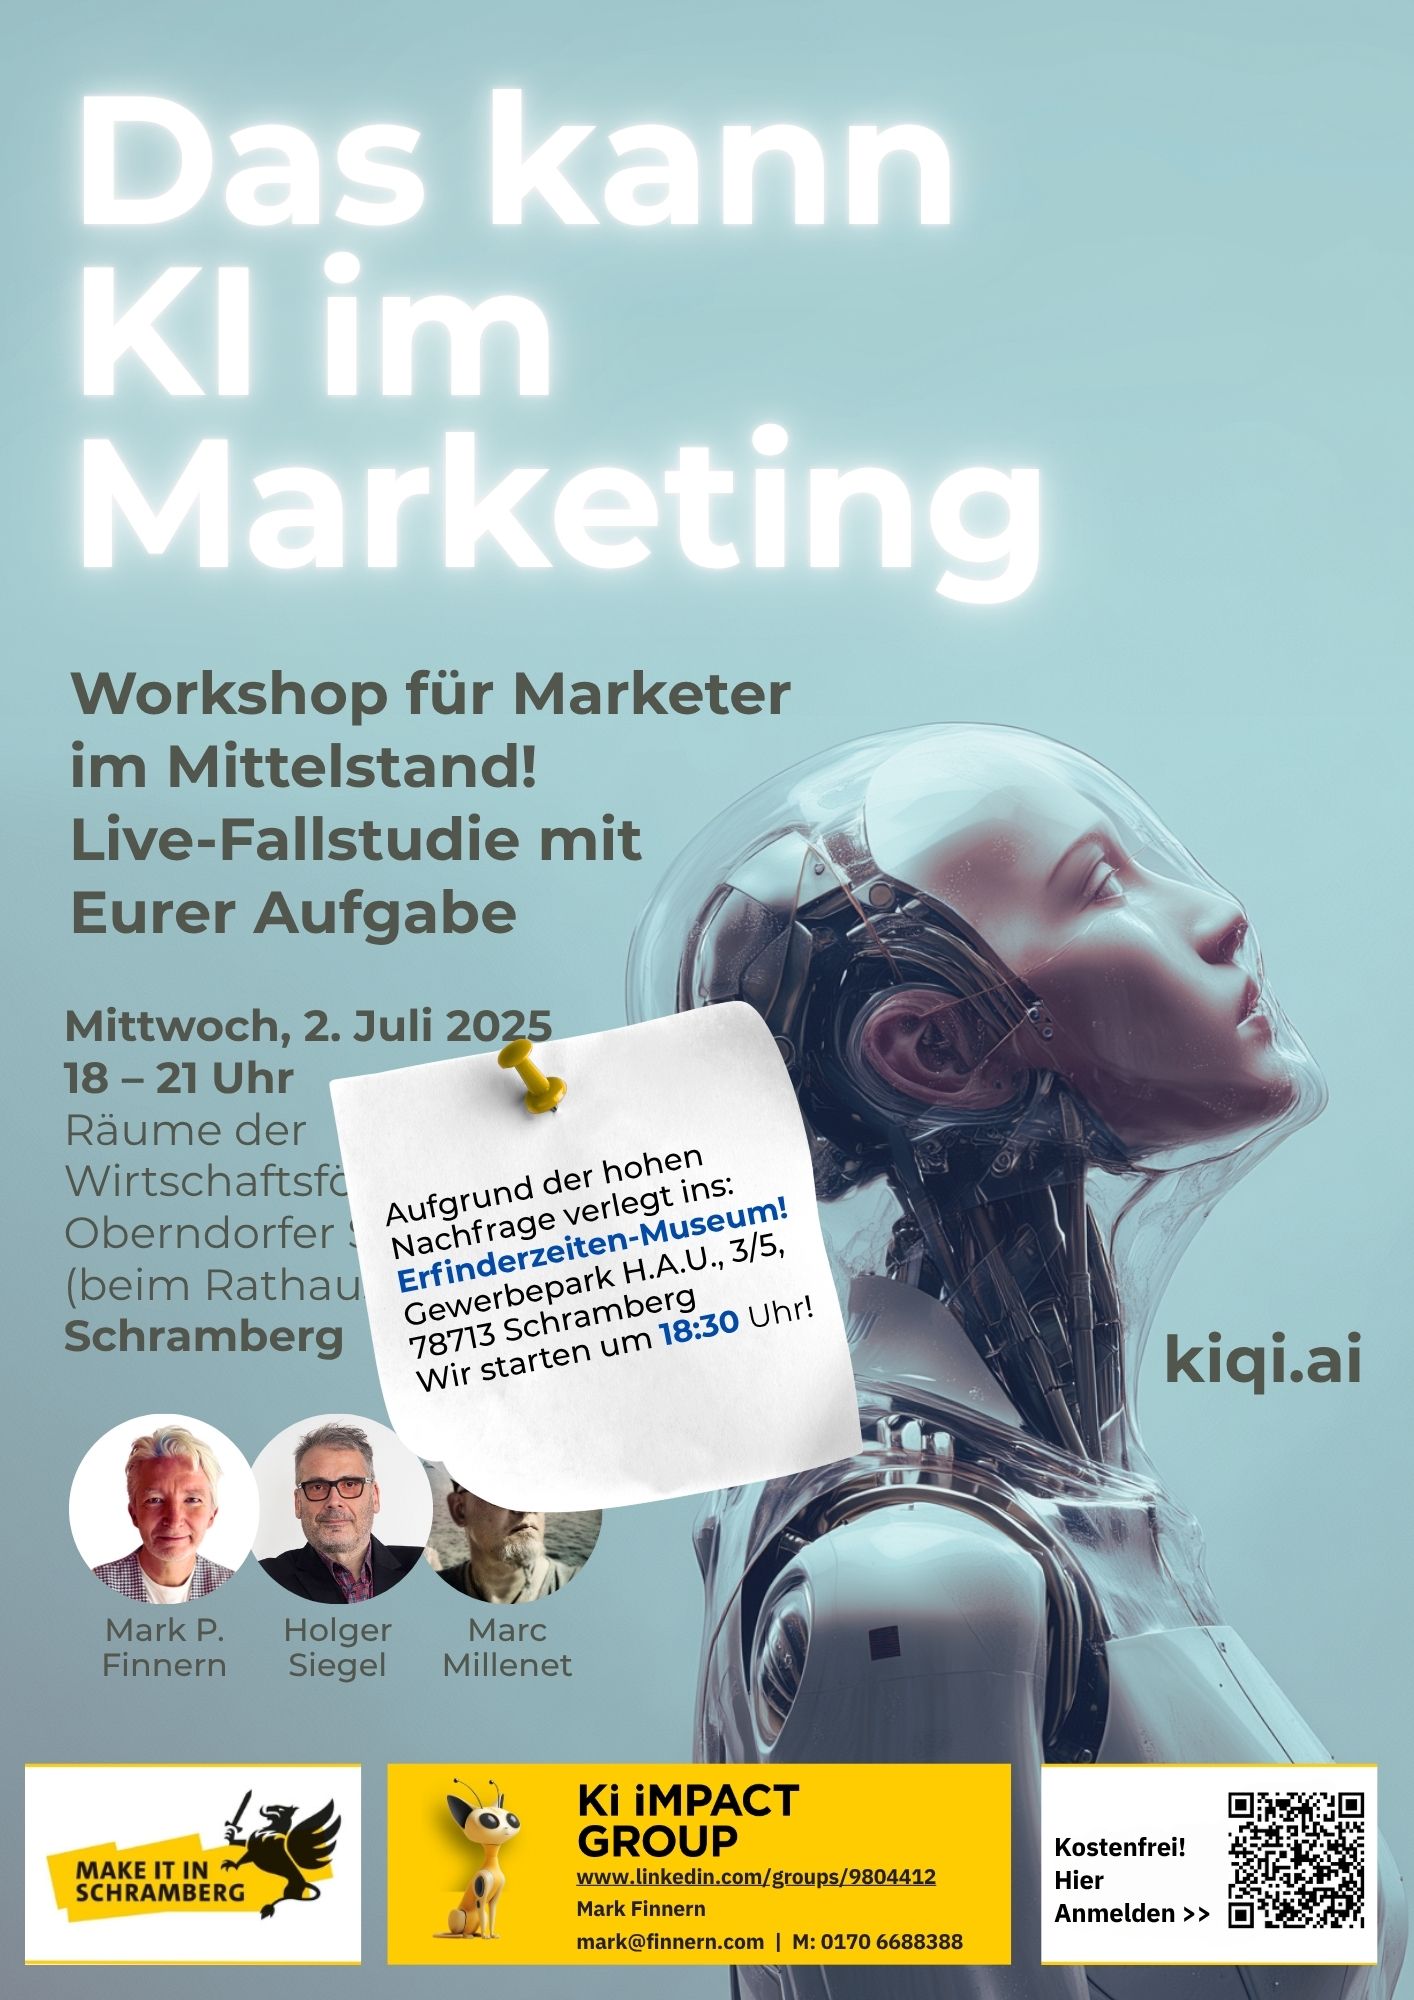 Das kann
KI im
Marketing
Workshop für Marketer
im Mittelstand!
Live-Fallstudie mit
Eurer Aufgabe
Mittwoch, 2. Juli 2025
18 – 21 Uhr
Räume der
Oberndorfer
(beim
Schramberg
Aufgrund der hohen
Nachfrage verlegt ins:
Erfinderzeiten-Museum!
Gewerbepark H.A.U., 3/5,
78713 Schramberg
Wir starten um 18:30 Uhr!
kiqi.ai
Mark P.
Finnern
Holger
Siegel
Marc
Millenet
MAKE IT IN
SCHRAMBERG
Ki iMPACT
GROUP
www.linkedin.com/groups/9804412
Mark Finnern
mark@finnern.com | M: 0170 6688388
Kostenfrei!
Hier
Anmelden >>